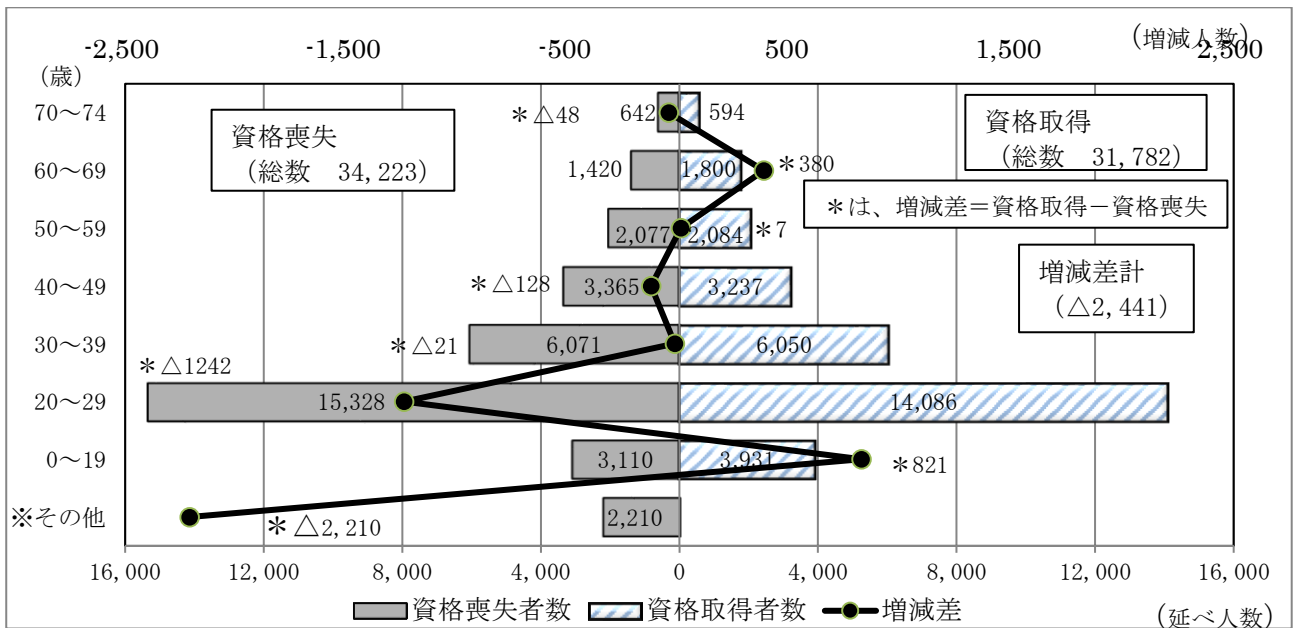 -2,500 -1,500 -500 500 1,500 2,500
(増減人数)
(歳)
資格喪失
(総数 34,223)
資格取得
(総数 31,782)
*は、増減差=資格取得-資格喪失
増減差計
(△2,441)
70～74 *△48 642 594
60～69 1,420 1,800 *380
50～59 2,077 2,084 *7
40～49 *△128 3,365 3,237
30～39 *△21 6,071 6,050
*△1242
20～29 15,328 14,086
0～19 3,110 3,931 *821
※その他 *△2,210 2,210
16,000 12,000 8,000 4,000 0 4,000 8,000 12,000 16,000
資格喪失者数 資格取得者数 増減差
(延べ人数)